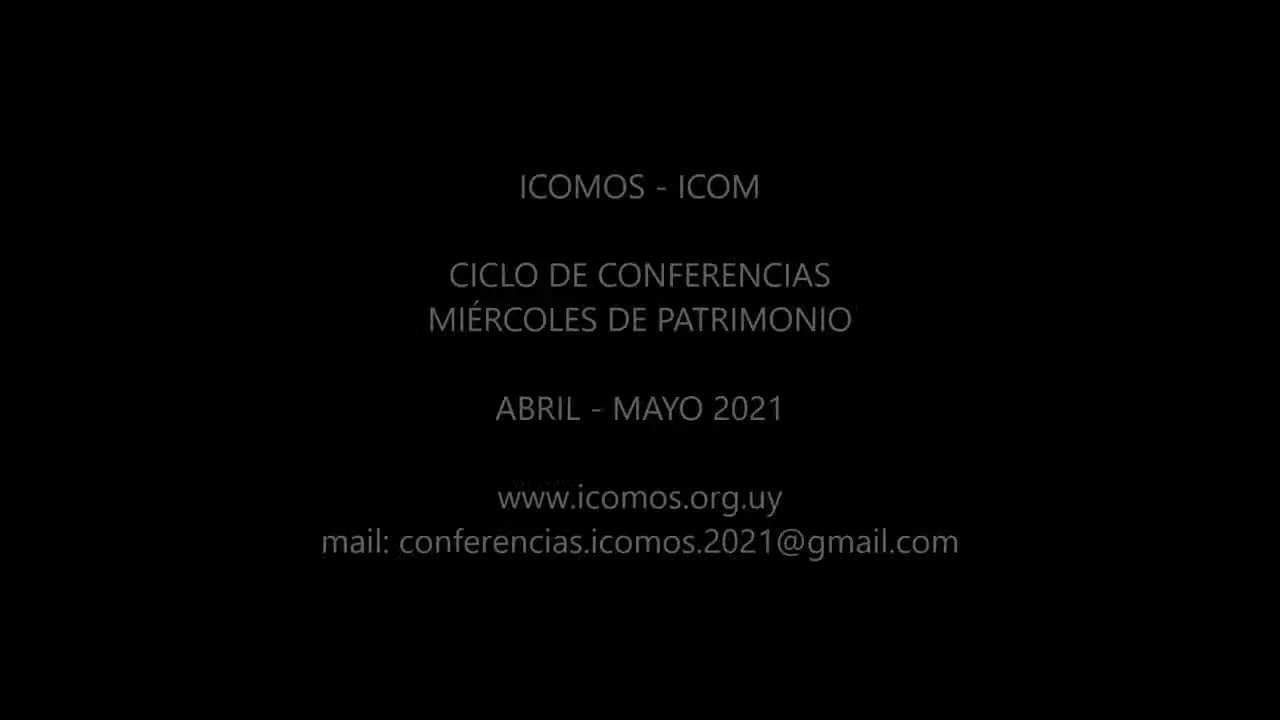 ICOMOS - ICOM
CICLO DE CONFERENCIAS
MIÉRCOLES DE PATRIMONIO
ABRIL - MAYO 2021
www.icomos.org.uy
mail: conferencias.icomos.2021@gmail.com